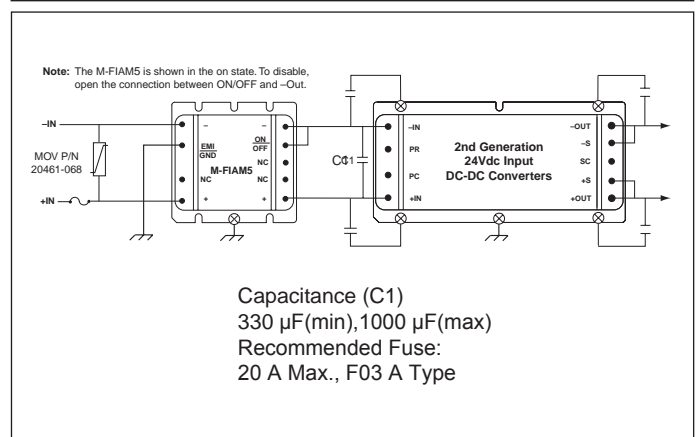 Note: The M-FIAM5 is shown in the on state. To disable,
open the connection between ON/OFF and –Out.
–IN
MOV P/N
20461-068
+IN
–
EMI
GND
NC
+
M-FIAM5
–
ON
OFF
NC
NC
+
C1
–IN
PR
PC
+IN
2nd Generation
24Vdc Input
DC-DC Converters
–OUT
–S
SC
+S
+OUT
Capacitance (C1)
330 µF(min),1000 µF(max)
Recommended Fuse:
20 A Max., F03 A Type